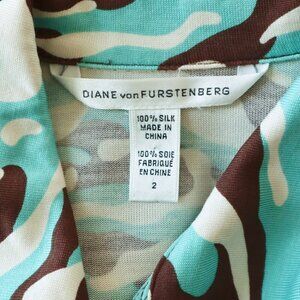 DIANE von FURSTENBERG
100% SILK
MADE IN
CHINA
100% SOIE
FABRIQUÉ
EN CHINE
2